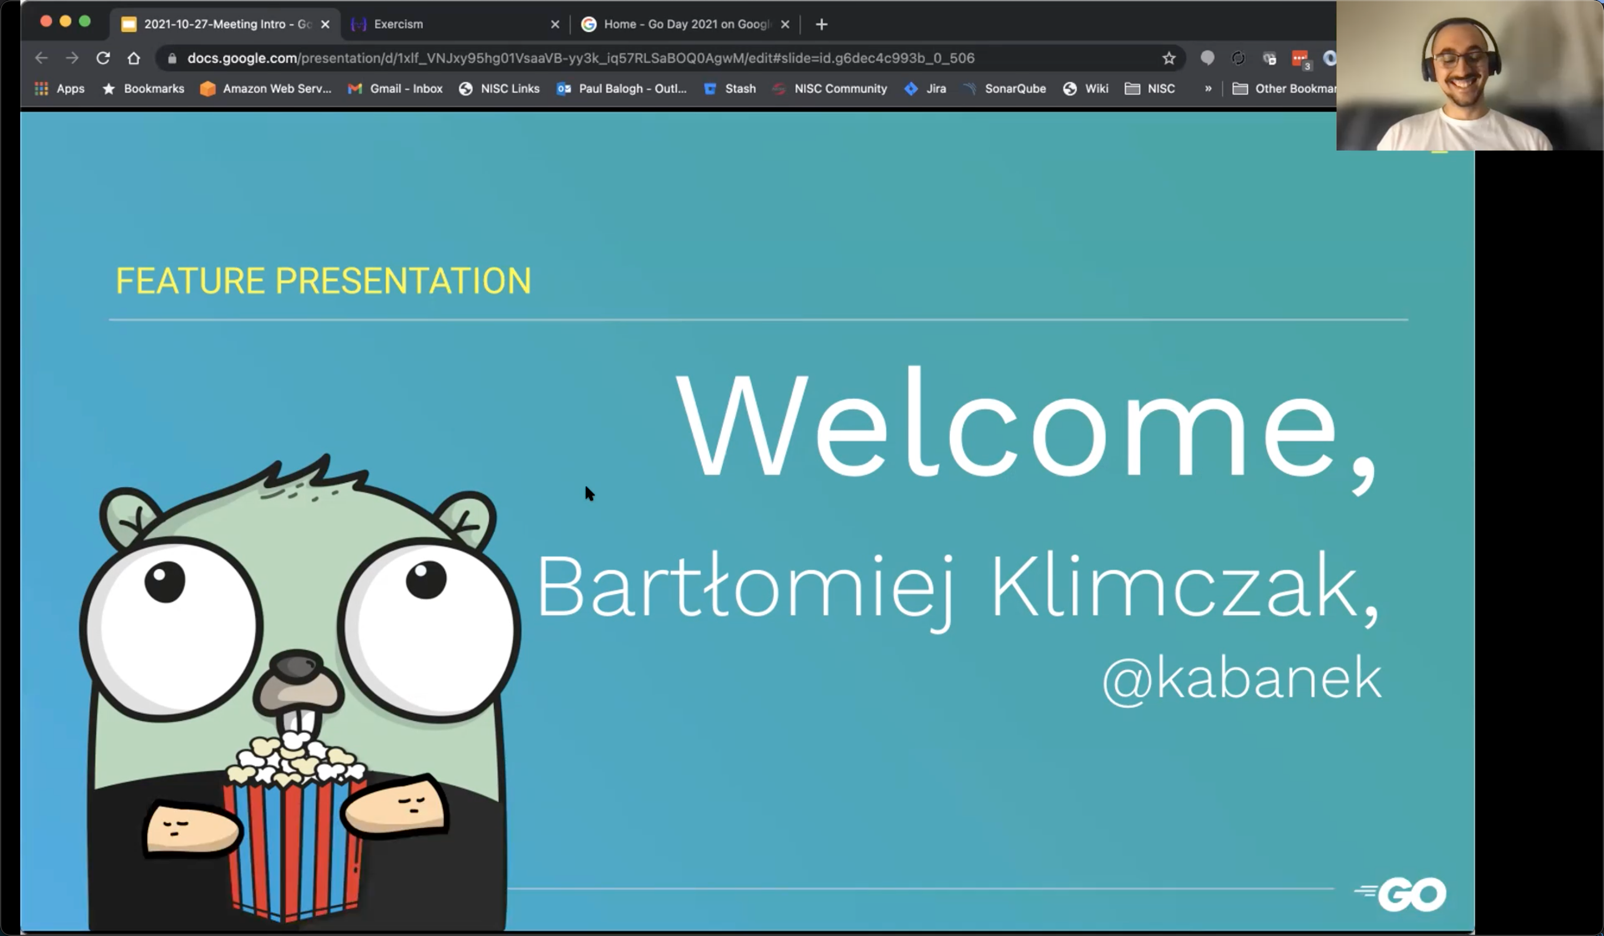 2021-10-27-Meeting Intro - Go
Exercism
Home - Go Day 2021 on Googl
docs.google.com/presentation/d/1xlf_VNJxy95hg01VsaaVB-yy3k_iq57RLSaBOQ0AgwM/edit#slide=id.g6dec4c993b_0_506
3
Apps
Bookmarks
Amazon Web Serv...
Gmail - Inbox
NISC Links
Paul Balogh - Outl...
Stash
NISC Community
Jira
SonarQube
Wiki
NISC
»
Other Bookmar
FEATURE PRESENTATION
Welcome,
Bartłomiej Klimczak,
@kabanek
GO